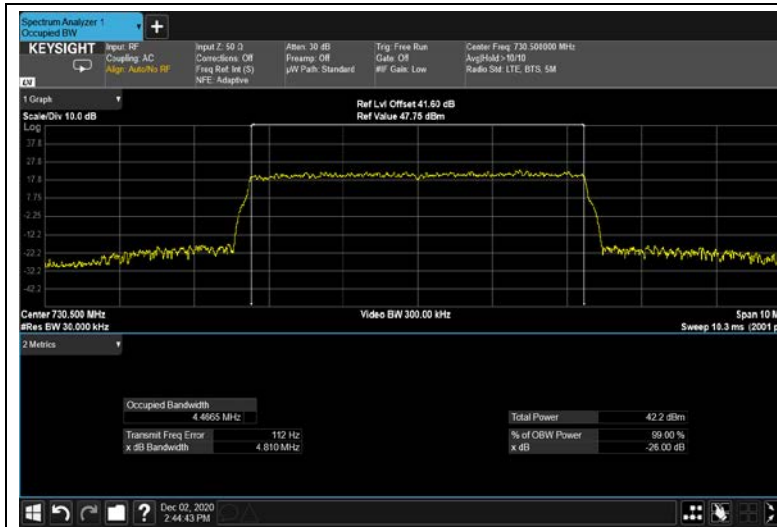 Spectrum Analyzer 1
Occupied BW
+
KEYSIGHT
Input: RF
Coupling: AC
Align: Auto/No RF
Input Z: 50 Ω
Corrections: Off
Freq Ref: Int (S)
NFE: Adaptive
Atten: 30 dB
Preamp: Off
µW Path: Standard
Trig: Free Run
Gate: Off
#IF Gain: Low
Center Freq: 730.500000 MHz
Avg|Hold:>10/10
Radio Std: LTE, BTS, 5M
LXI
1 Graph
Scale/Div 10.0 dB
Ref Lvl Offset 41.60 dB
Ref Value 47.75 dBm
Log
37.8
27.8
17.8
7.75
-2.25
-12.2
-22.2
-32.2
-42.2
Center 730.500 MHz
#Res BW 30.000 kHz
Video BW 300.00 kHz
Span 10 M
Sweep 10.3 ms (2001 p
2 Metrics
Occupied Bandwidth
4.4665 MHz
Transmit Freq Error 112 Hz
x dB Bandwidth 4.810 MHz
Total Power 42.2 dBm
% of OBW Power 99.00 %
x dB -26.00 dB
?
Dec 02, 2020
2:44:43 PM